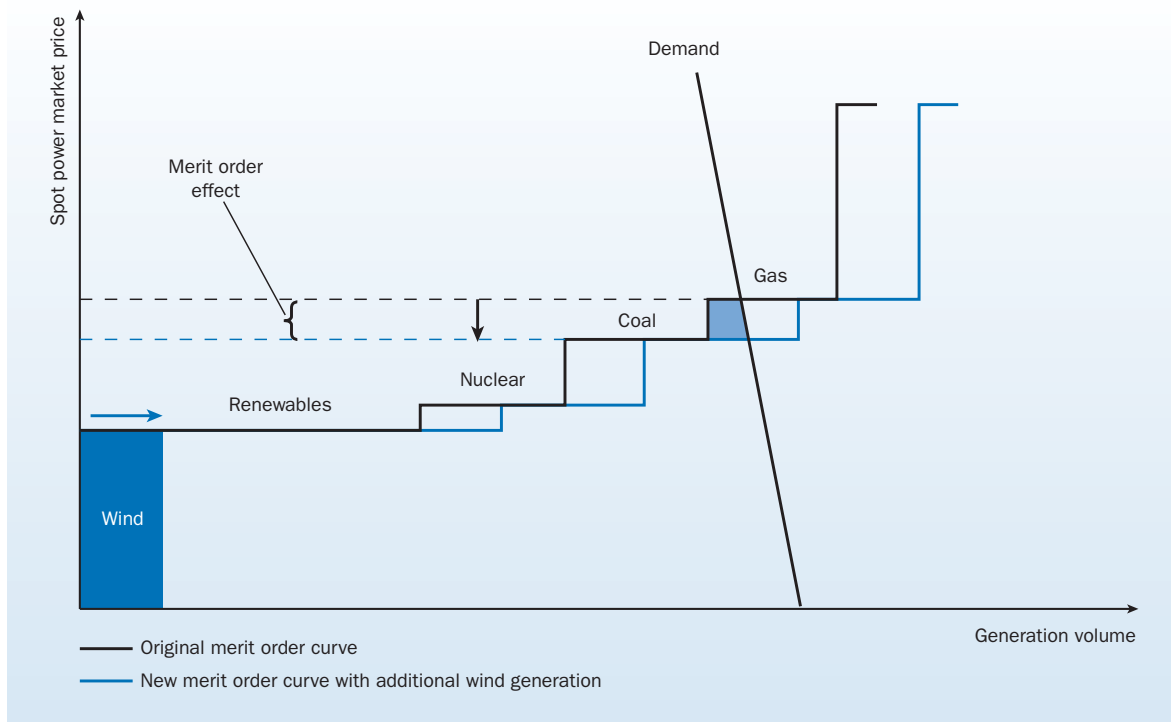 Spot power market price
Demand
Merit order
effect
Gas
Coal
Nuclear
Renewables
Wind
Generation volume
Original merit order curve
New merit order curve with additional wind generation